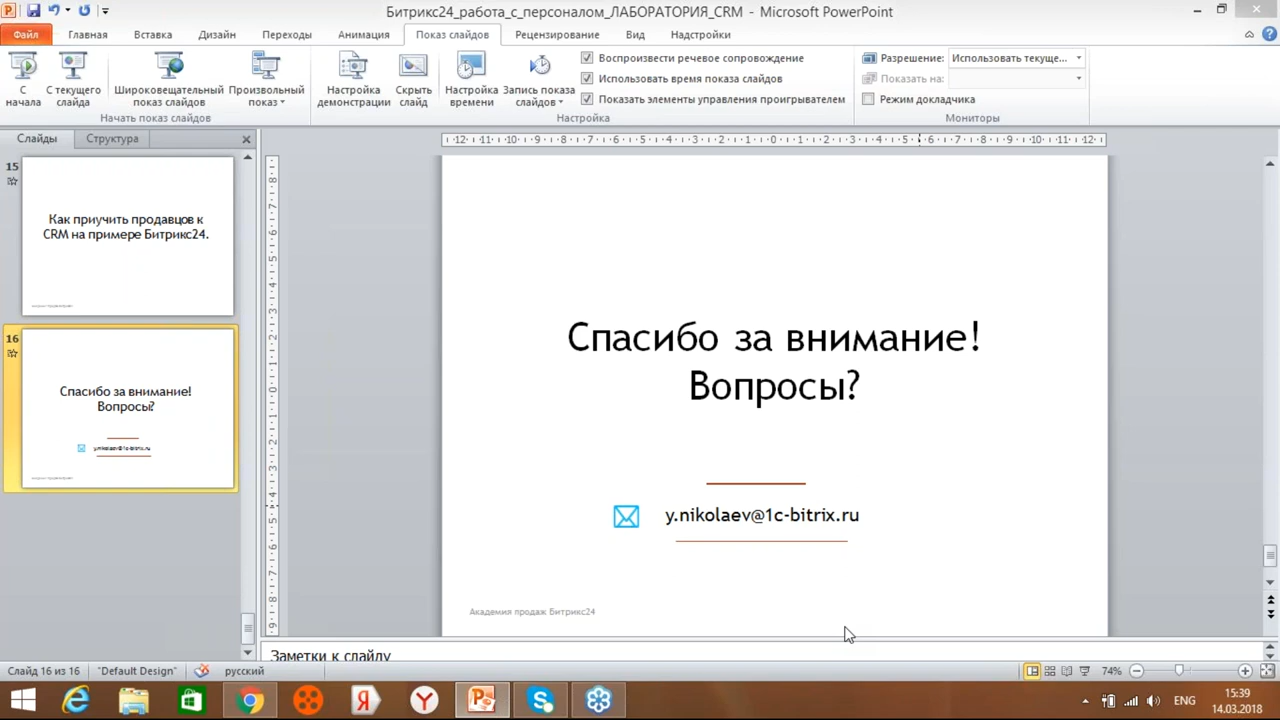 Битрикс24_работа_с_персоналом_ЛАБОРАТОРИЯ_CRM - Microsoft PowerPoint
Файл Главная Вставка Дизайн Переходы Анимация Показ слайдов Рецензирование Вид Надстройки
С начала
С текущего слайда
Широковещательный показ слайдов
Произвольный показ
Начать показ слайдов
Настройка демонстрации
Скрыть слайд
Настройка времени
Запись показа слайдов
Воспроизвести речевое сопровождение
Использовать время показа слайдов
Показать элементы управления проигрывателем
Настройка
Разрешение: Использовать текуще...
Показать на:
Режим докладчика
Мониторы
Слайды Структура
15
Как приучить продавцов к
CRM на примере Битрикс24.
16
Спасибо за внимание!
Вопросы?
y.nikolaev@1c-bitrix.ru
Спасибо за внимание!
Вопросы?
y.nikolaev@1c-bitrix.ru
Академия продаж Битрикс24
Заметки к слайду
Слайд 16 из 16 "Default Design" русский 74%
ENG 15:39
14.03.2018